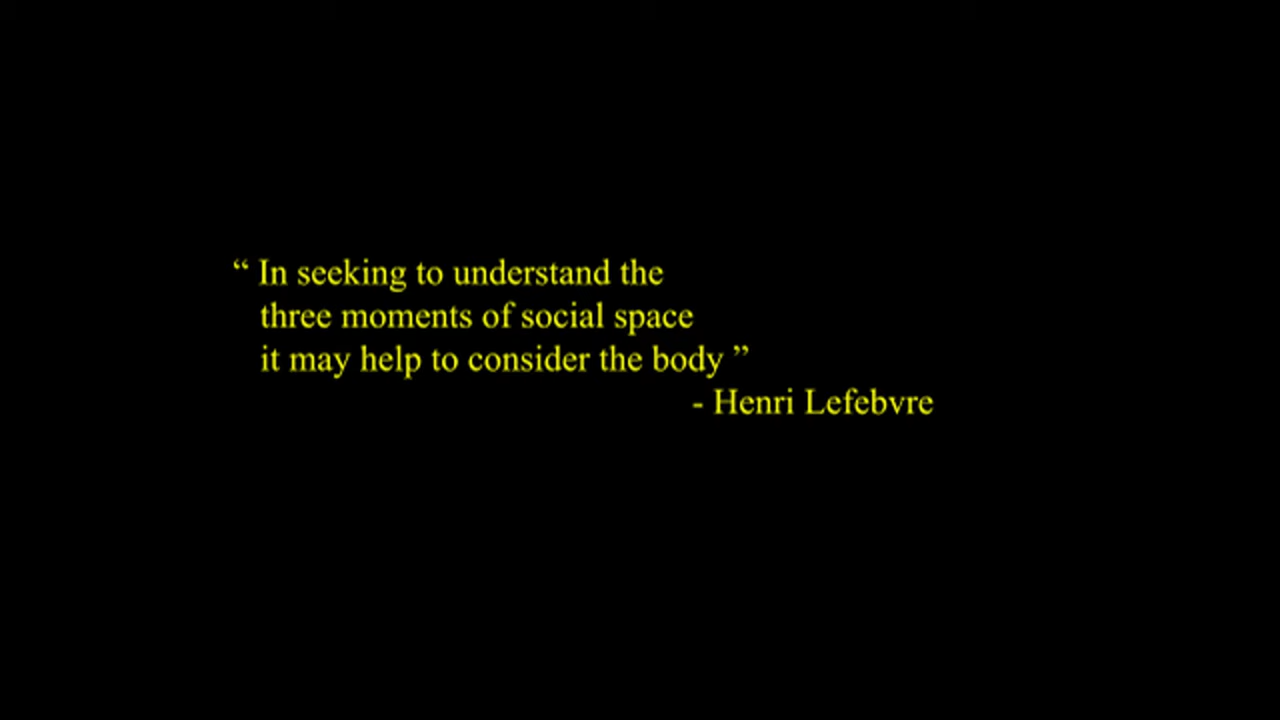 “ In seeking to understand the
three moments of social space
it may help to consider the body ”
- Henri Lefebvre